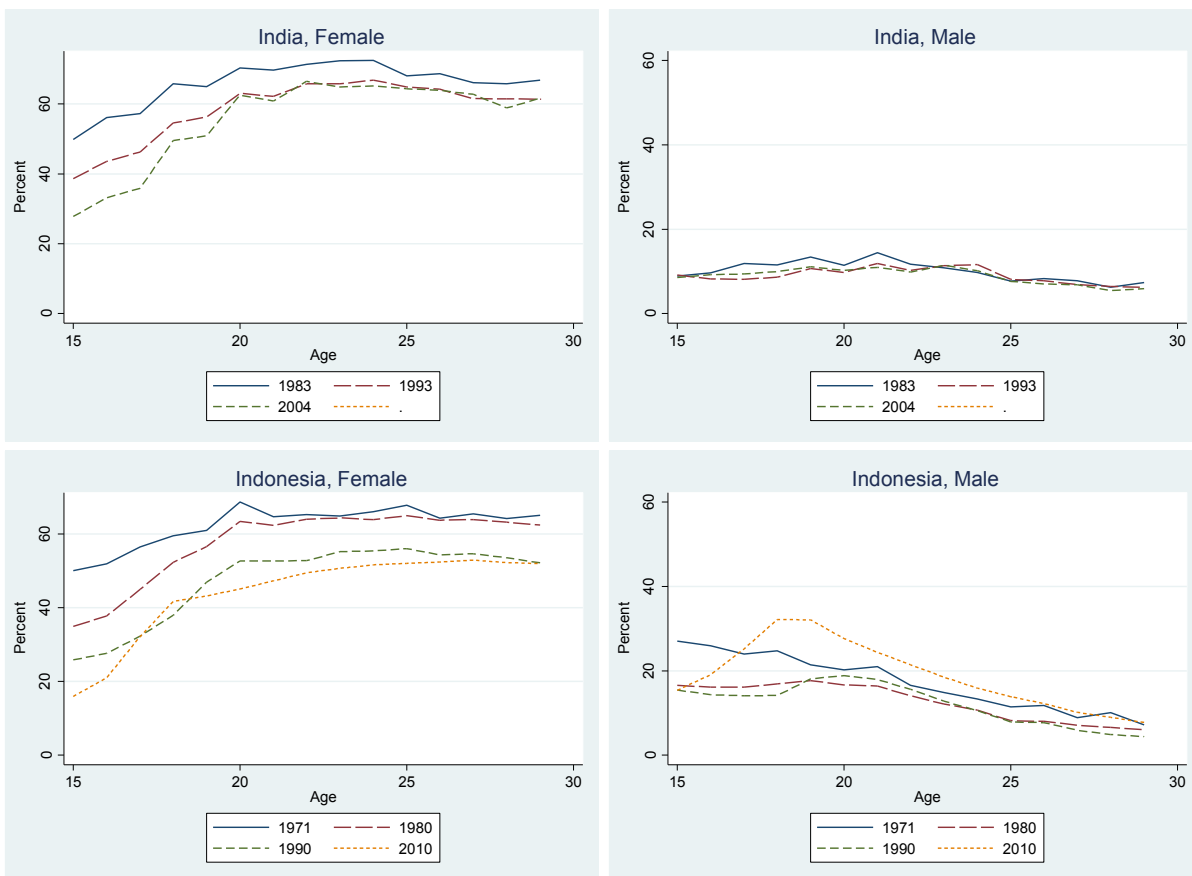 India, Female
Percent
60
40
20
0
15 20 25 30
Age
1983 1993
2004 .
India, Male
Percent
60
40
20
0
15 20 25 30
Age
1983 1993
2004 .
Indonesia, Female
Percent
60
40
20
0
15 20 25 30
Age
1971 1980
1990 2010
Indonesia, Male
Percent
60
40
20
0
15 20 25 30
Age
1971 1980
1990 2010